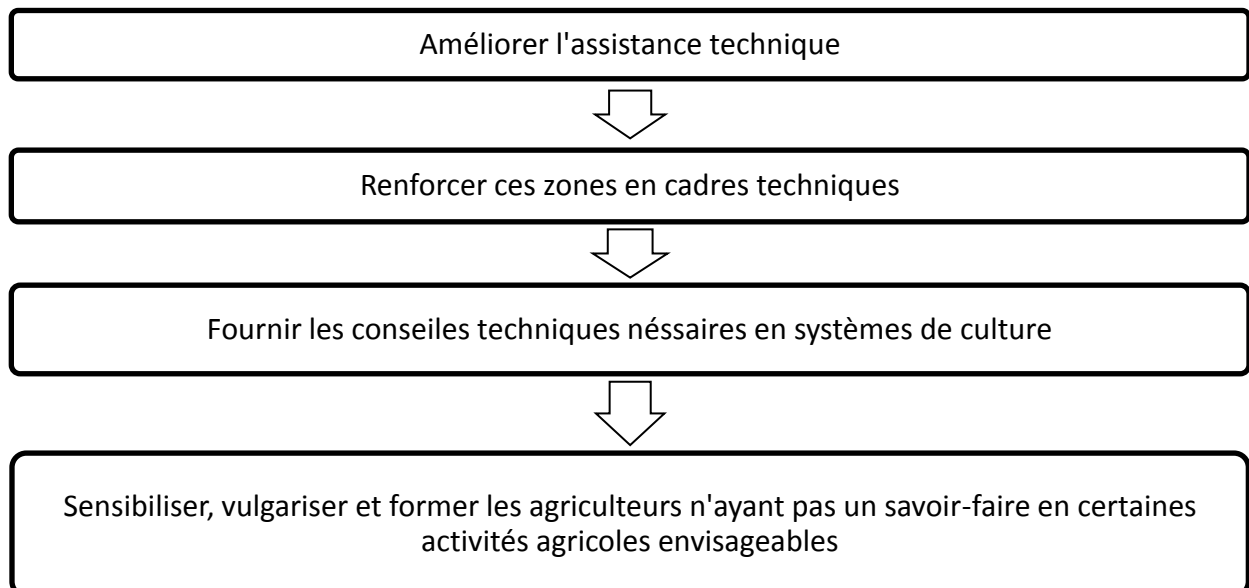 Améliorer l'assistance technique
Renforcer ces zones en cadres techniques
Fournir les conseiles techniques néssaires en systèmes de culture
Sensibiliser, vulgariser et former les agriculteurs n'ayant pas un savoir-faire en certaines
activités agricoles envisageables